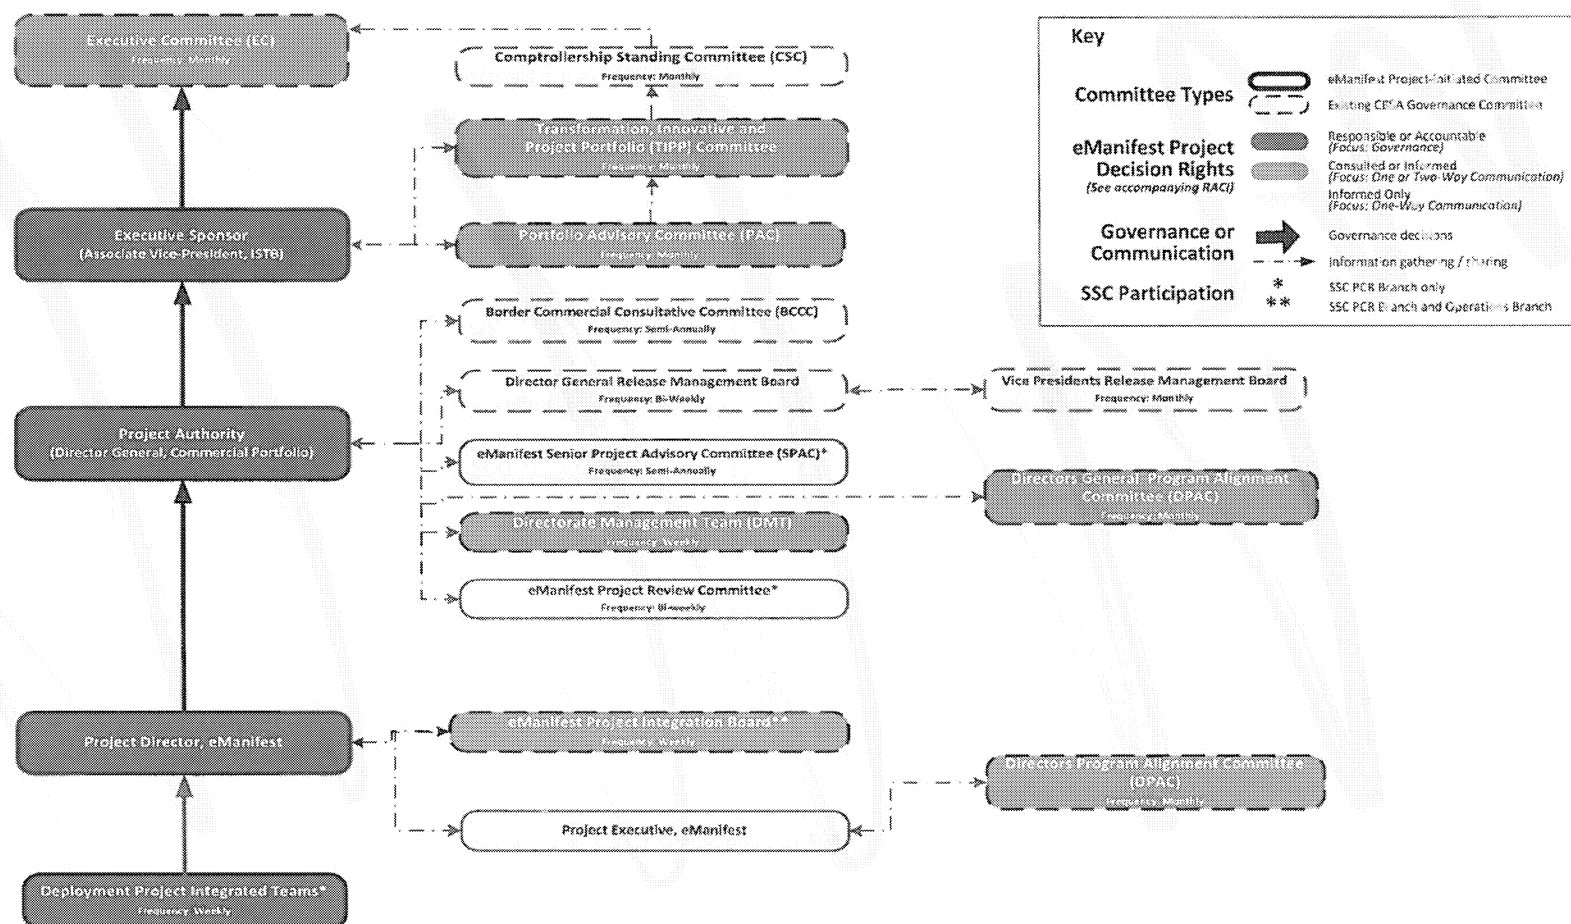 Executive Committee (EC)
Frequency: Monthly
Comptrollership Standing Committee (CSC)
Frequency: Monthly
Transformation, Innovative and
Project Portfolio (TIPP) Committee
Frequency: Monthly
Executive Sponsor
(Associate Vice-President, ISTB)
Portfolio Advisory Committee (PAC)
Frequency: Monthly
Border Commercial Consultative Committee (BCCC)
Frequency: Semi-Annually
Director General Release Management Board
Frequency: Bi-Weekly
Vice Presidents Release Management Board
Frequency: Monthly
Project Authority
(Director General, Commercial Portfolio)
eManifest Senior Project Advisory Committee (SPAC)*
Frequency: Semi-Annually
Directors General Program Alignment
Committee (DPAC)
Frequency: Monthly
Directorate Management Team (DMT)
Frequency: Weekly
eManifest Project Review Committee*
Frequency: Bi-weekly
Project Director, eManifest
eManifest Project Integration Board**
Frequency: Weekly
Directors Program Alignment Committee
(DPAC)
Frequency: Monthly
Project Executive, eManifest
Deployment Project Integrated Teams*
Frequency: Weekly
Key
Committee Types
eManifest Project-Initiated Committee
Existing CBSA Governance Committee
eManifest Project
Decision Rights
(See accompanying RACI)
Responsible or Accountable
(Focus: Governance)
Consulted or Informed
(Focus: One or Two-Way Communication)
Informed Only
(Focus: One-Way Communication)
Governance or
Communication
Governance decisions
Information gathering / sharing
SSC Participation
* SSC PCR Branch only
** SSC PCR Branch and Operations Branch